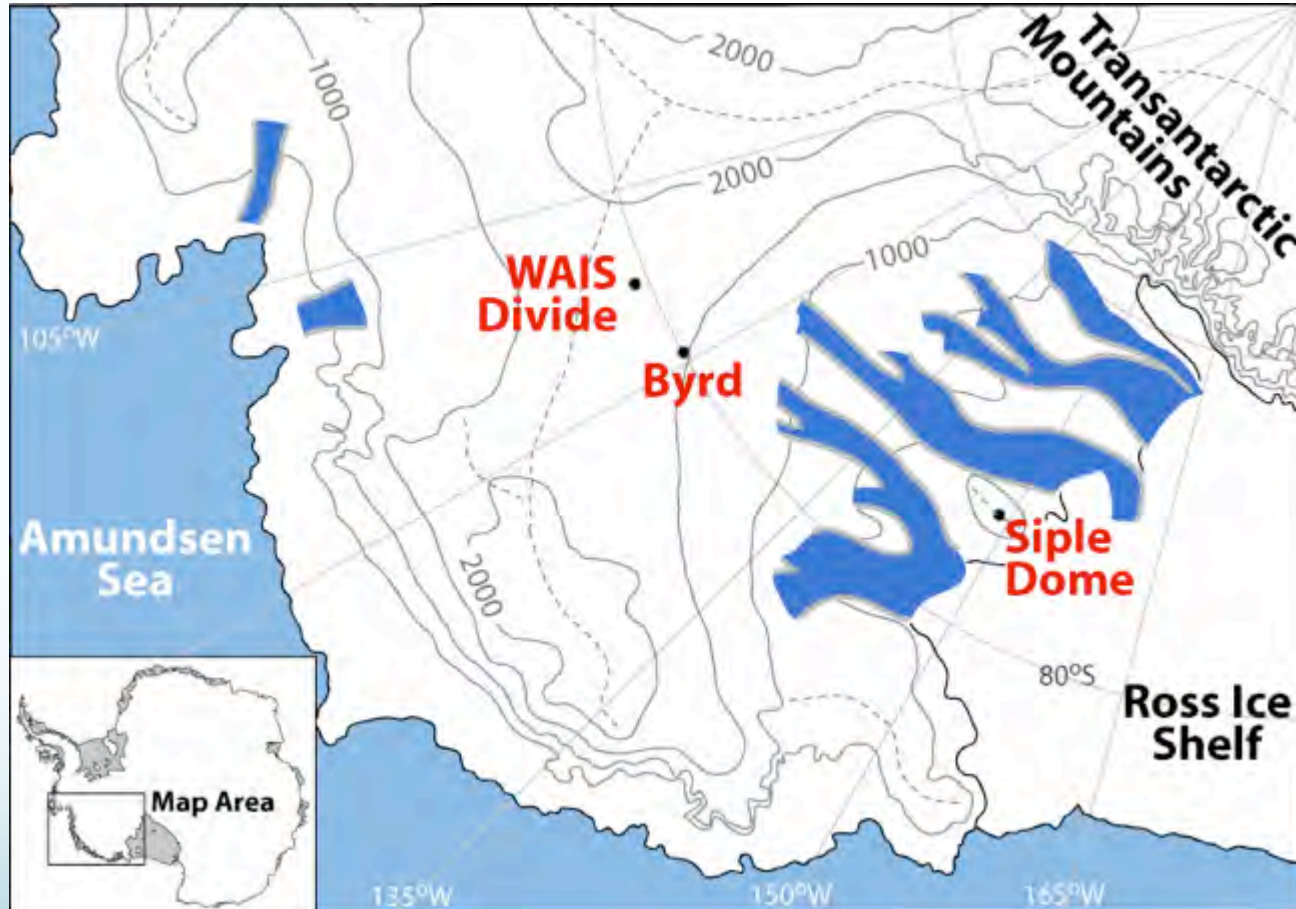 2000
1000
Transantarctic
Mountains
2000
1000
WAIS
Divide
105°W
Byrd
Amundsen
Sea
Siple
Dome
2000
80°S
Ross Ice
Shelf
Map Area
135°W
150°W
165°W